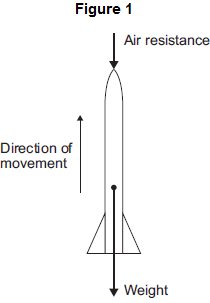 Figure 1
Air resistance
Direction of
movement
Weight